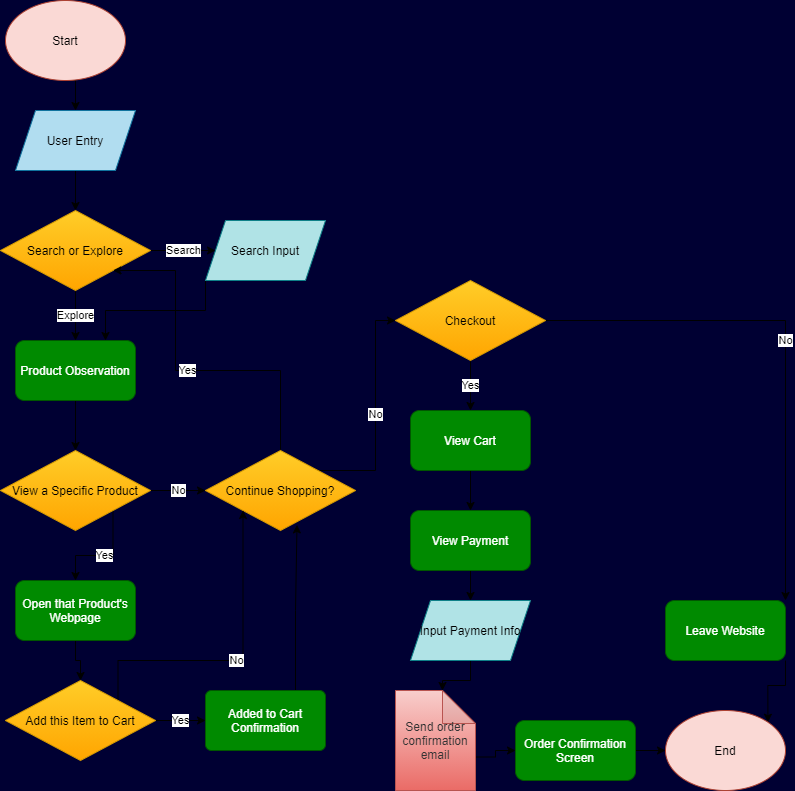 Start
User Entry
Search or Explore
Search
Search Input
Explore
Product Observation
Yes
Checkout
No
Yes
No
View Cart
View a Specific Product
No
Continue Shopping?
View Payment
Yes
Open that Product's
Webpage
Input Payment Info
Leave Website
No
Add this Item to Cart
Yes
Added to Cart
Confirmation
Send order
confirmation
email
Order Confirmation
Screen
End